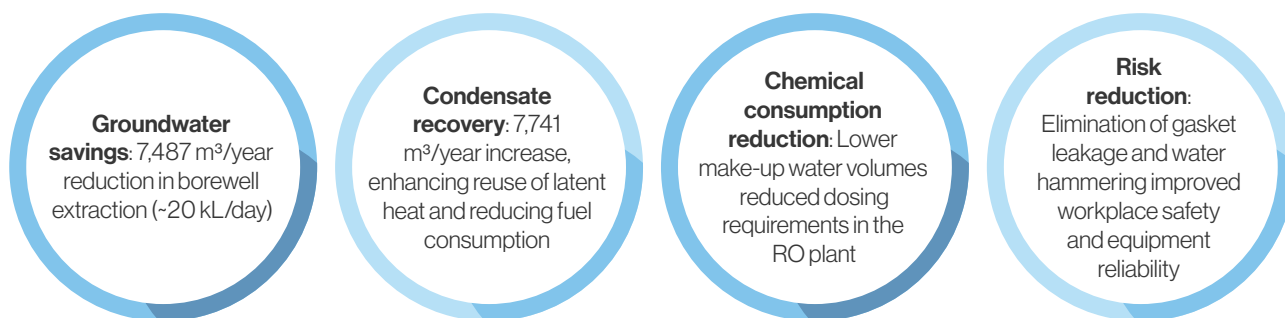 Groundwater
savings: 7,487 m³/year
reduction in borewell
extraction (~20 kL/day)
Condensate
recovery: 7,741
m³/year increase,
enhancing reuse of latent
heat and reducing fuel
consumption
Chemical
consumption
reduction: Lower
make-up water volumes
reduced dosing
requirements in the
RO plant
Risk
reduction:
Elimination of gasket
leakage and water
hammering improved
workplace safety
and equipment
reliability